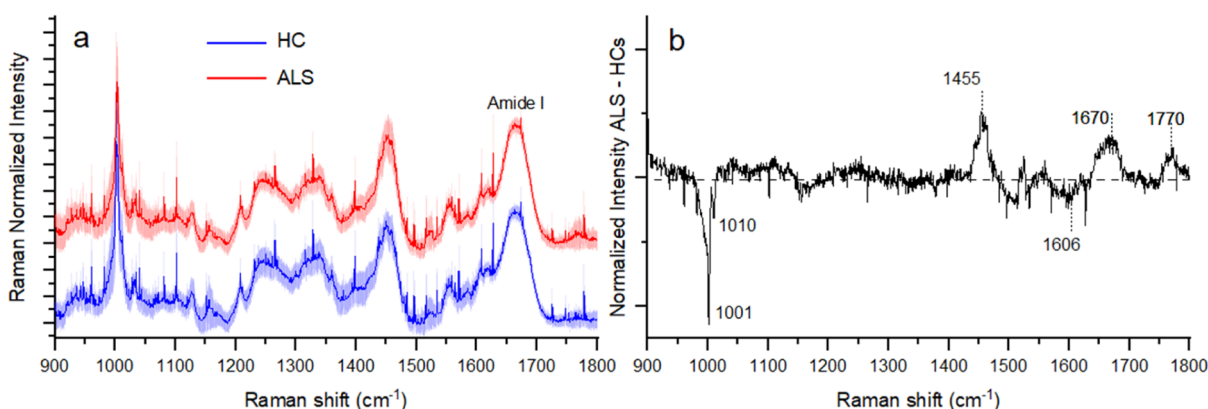 a
HC
ALS
Amide I
Raman Normalized Intensity
900 1000 1100 1200 1300 1400 1500 1600 1700 1800
Raman shift (cm⁻¹)
b
1455
1670
1770
1010
1606
1001
Normalized Intensity ALS - HCs
900 1000 1100 1200 1300 1400 1500 1600 1700 1800
Raman shift (cm⁻¹)